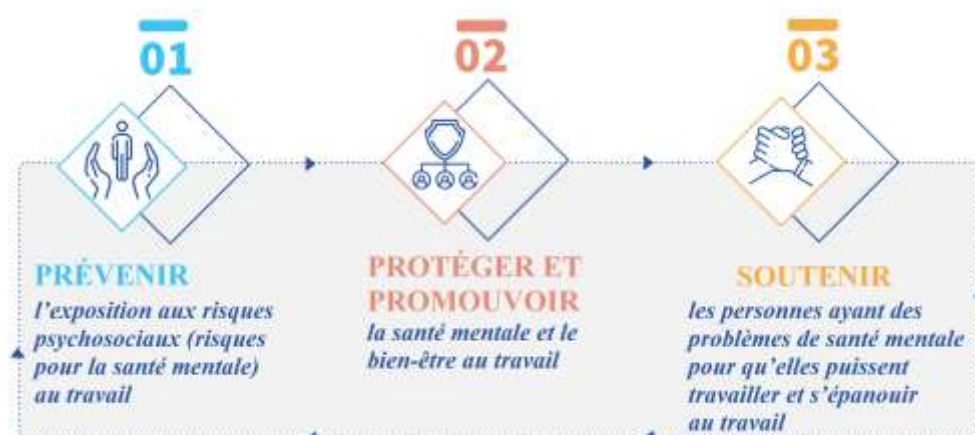 01
PRÉVENIR
l'exposition aux risques
psychosociaux (risques
pour la santé mentale)
au travail
02
PROTÉGER ET
PROMOUVOIR
la santé mentale et le
bien-être au travail
03
SOUTENIR
les personnes ayant des
problèmes de santé mentale
pour qu'elles puissent
travailler et s'épanouir
au travail